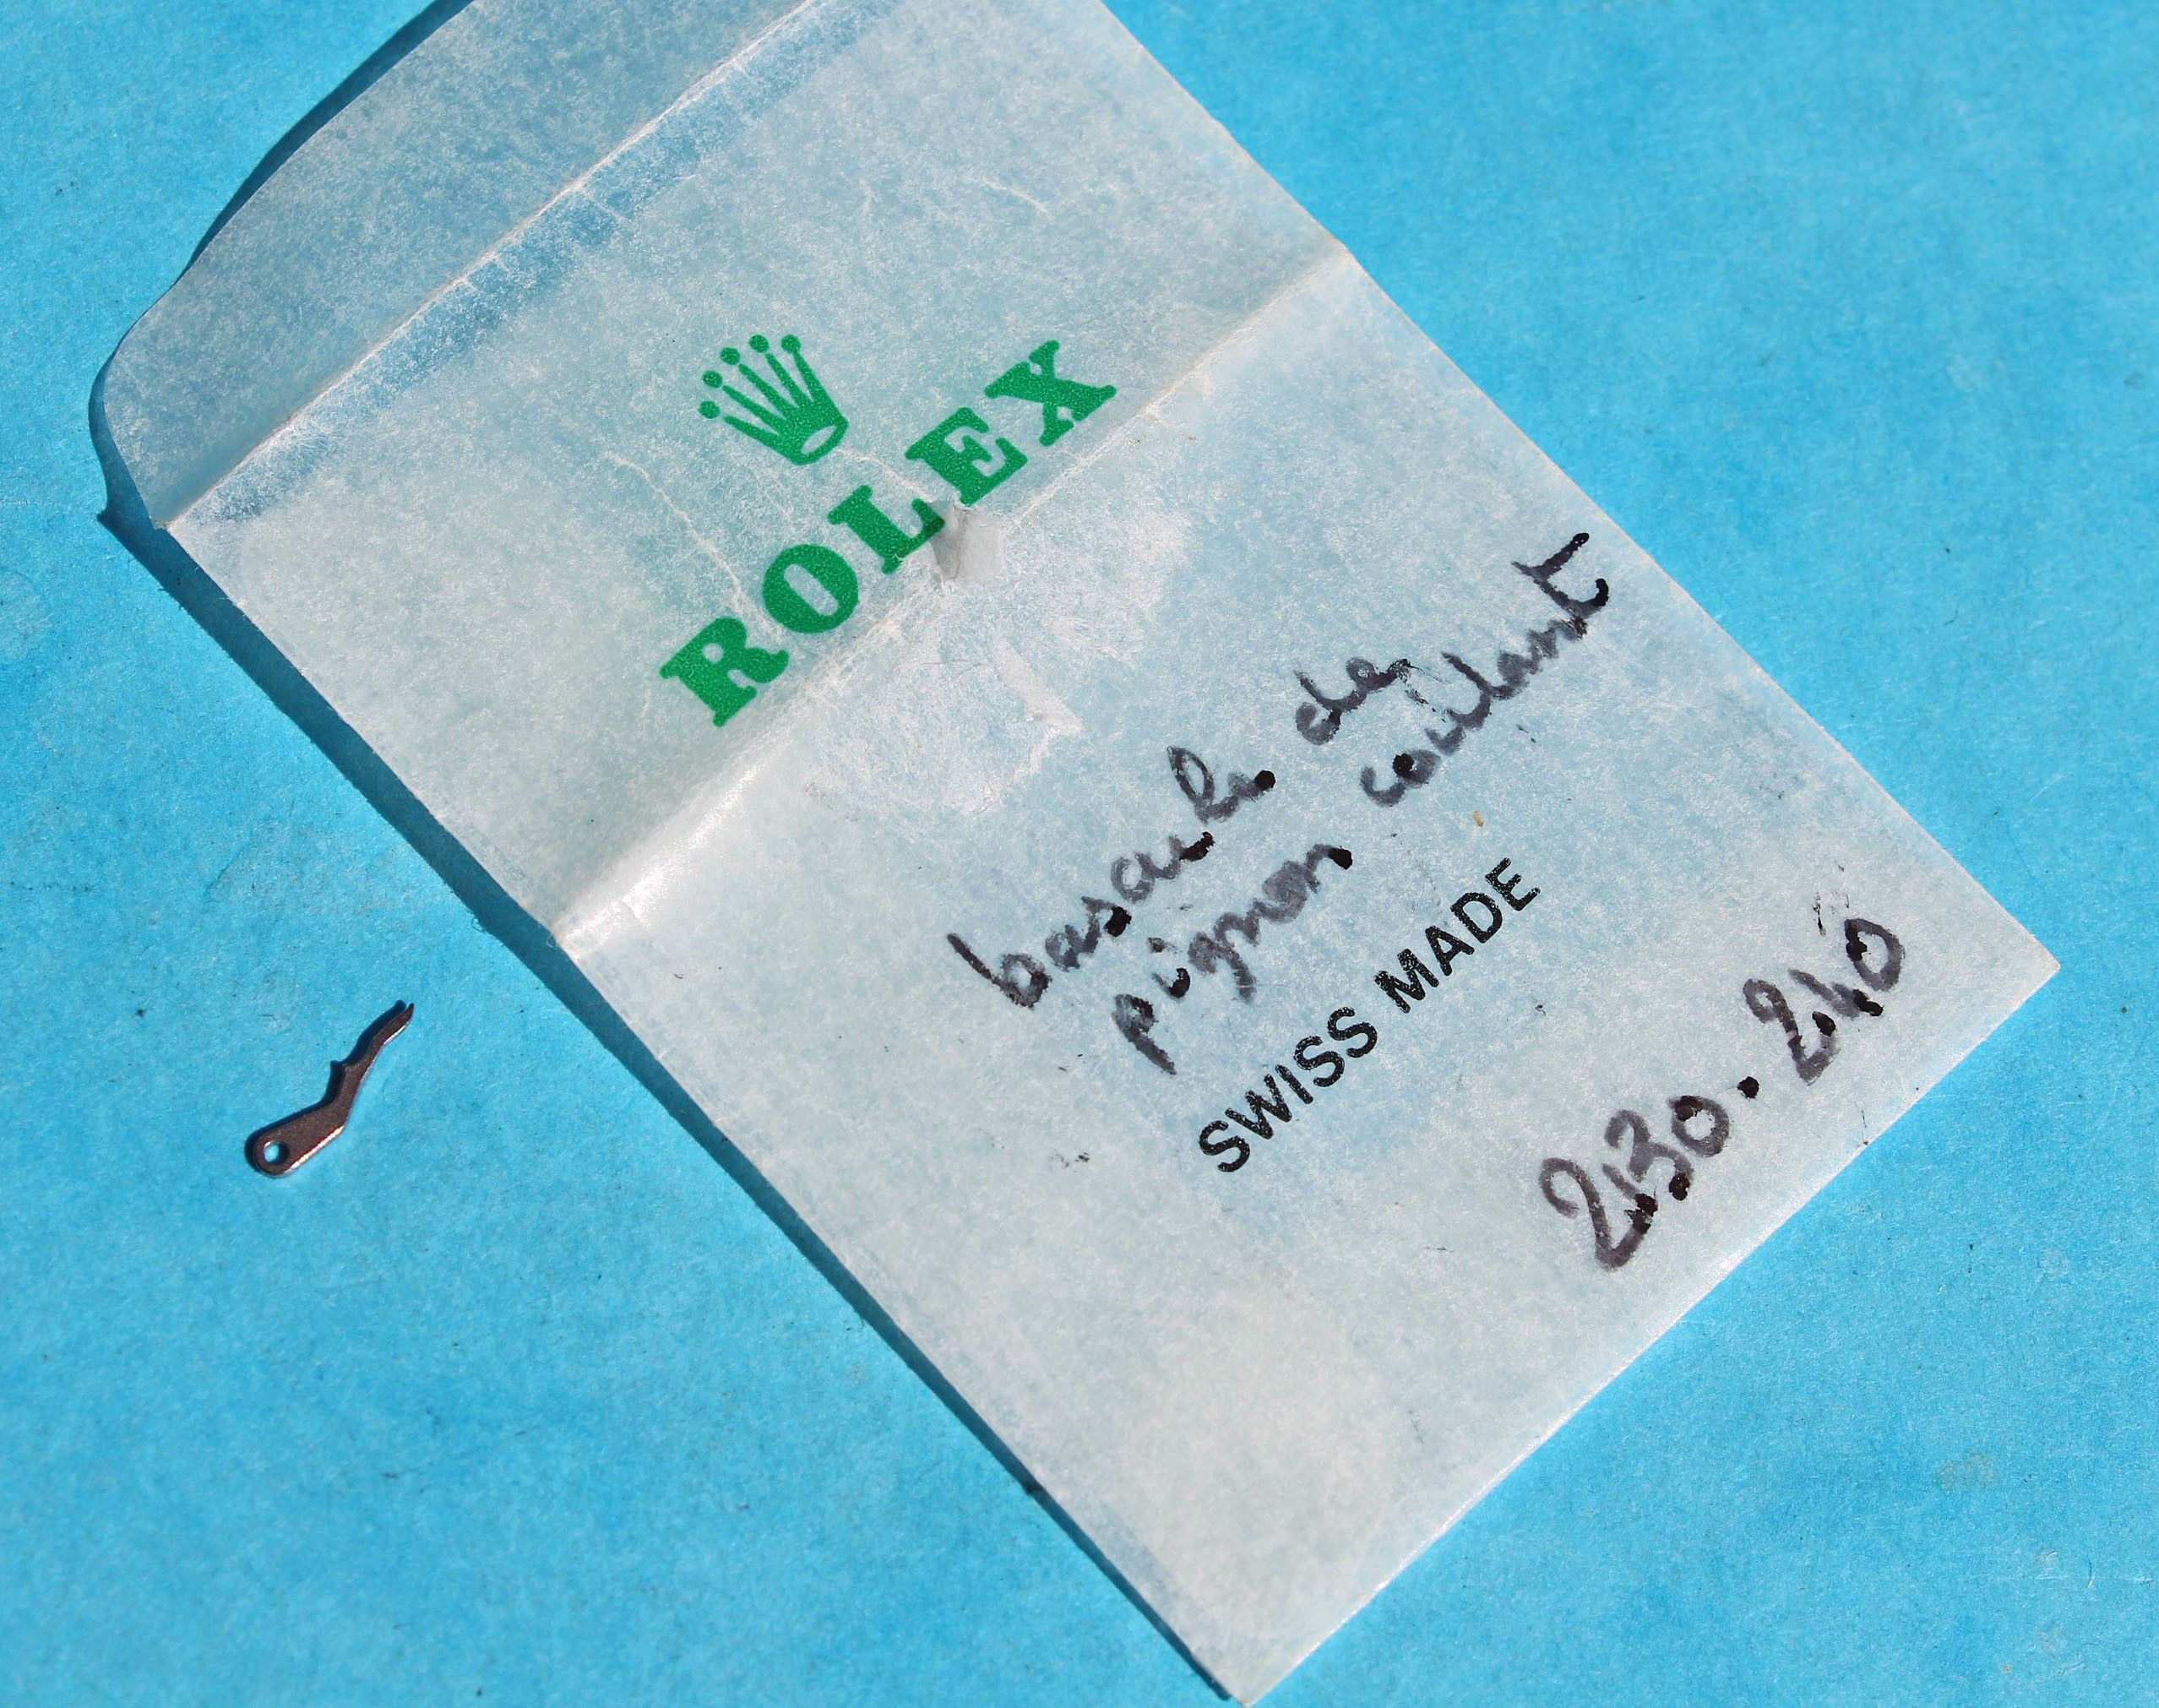 ROLEX
bascule de
pignon coulant
SWISS MADE
2130.240